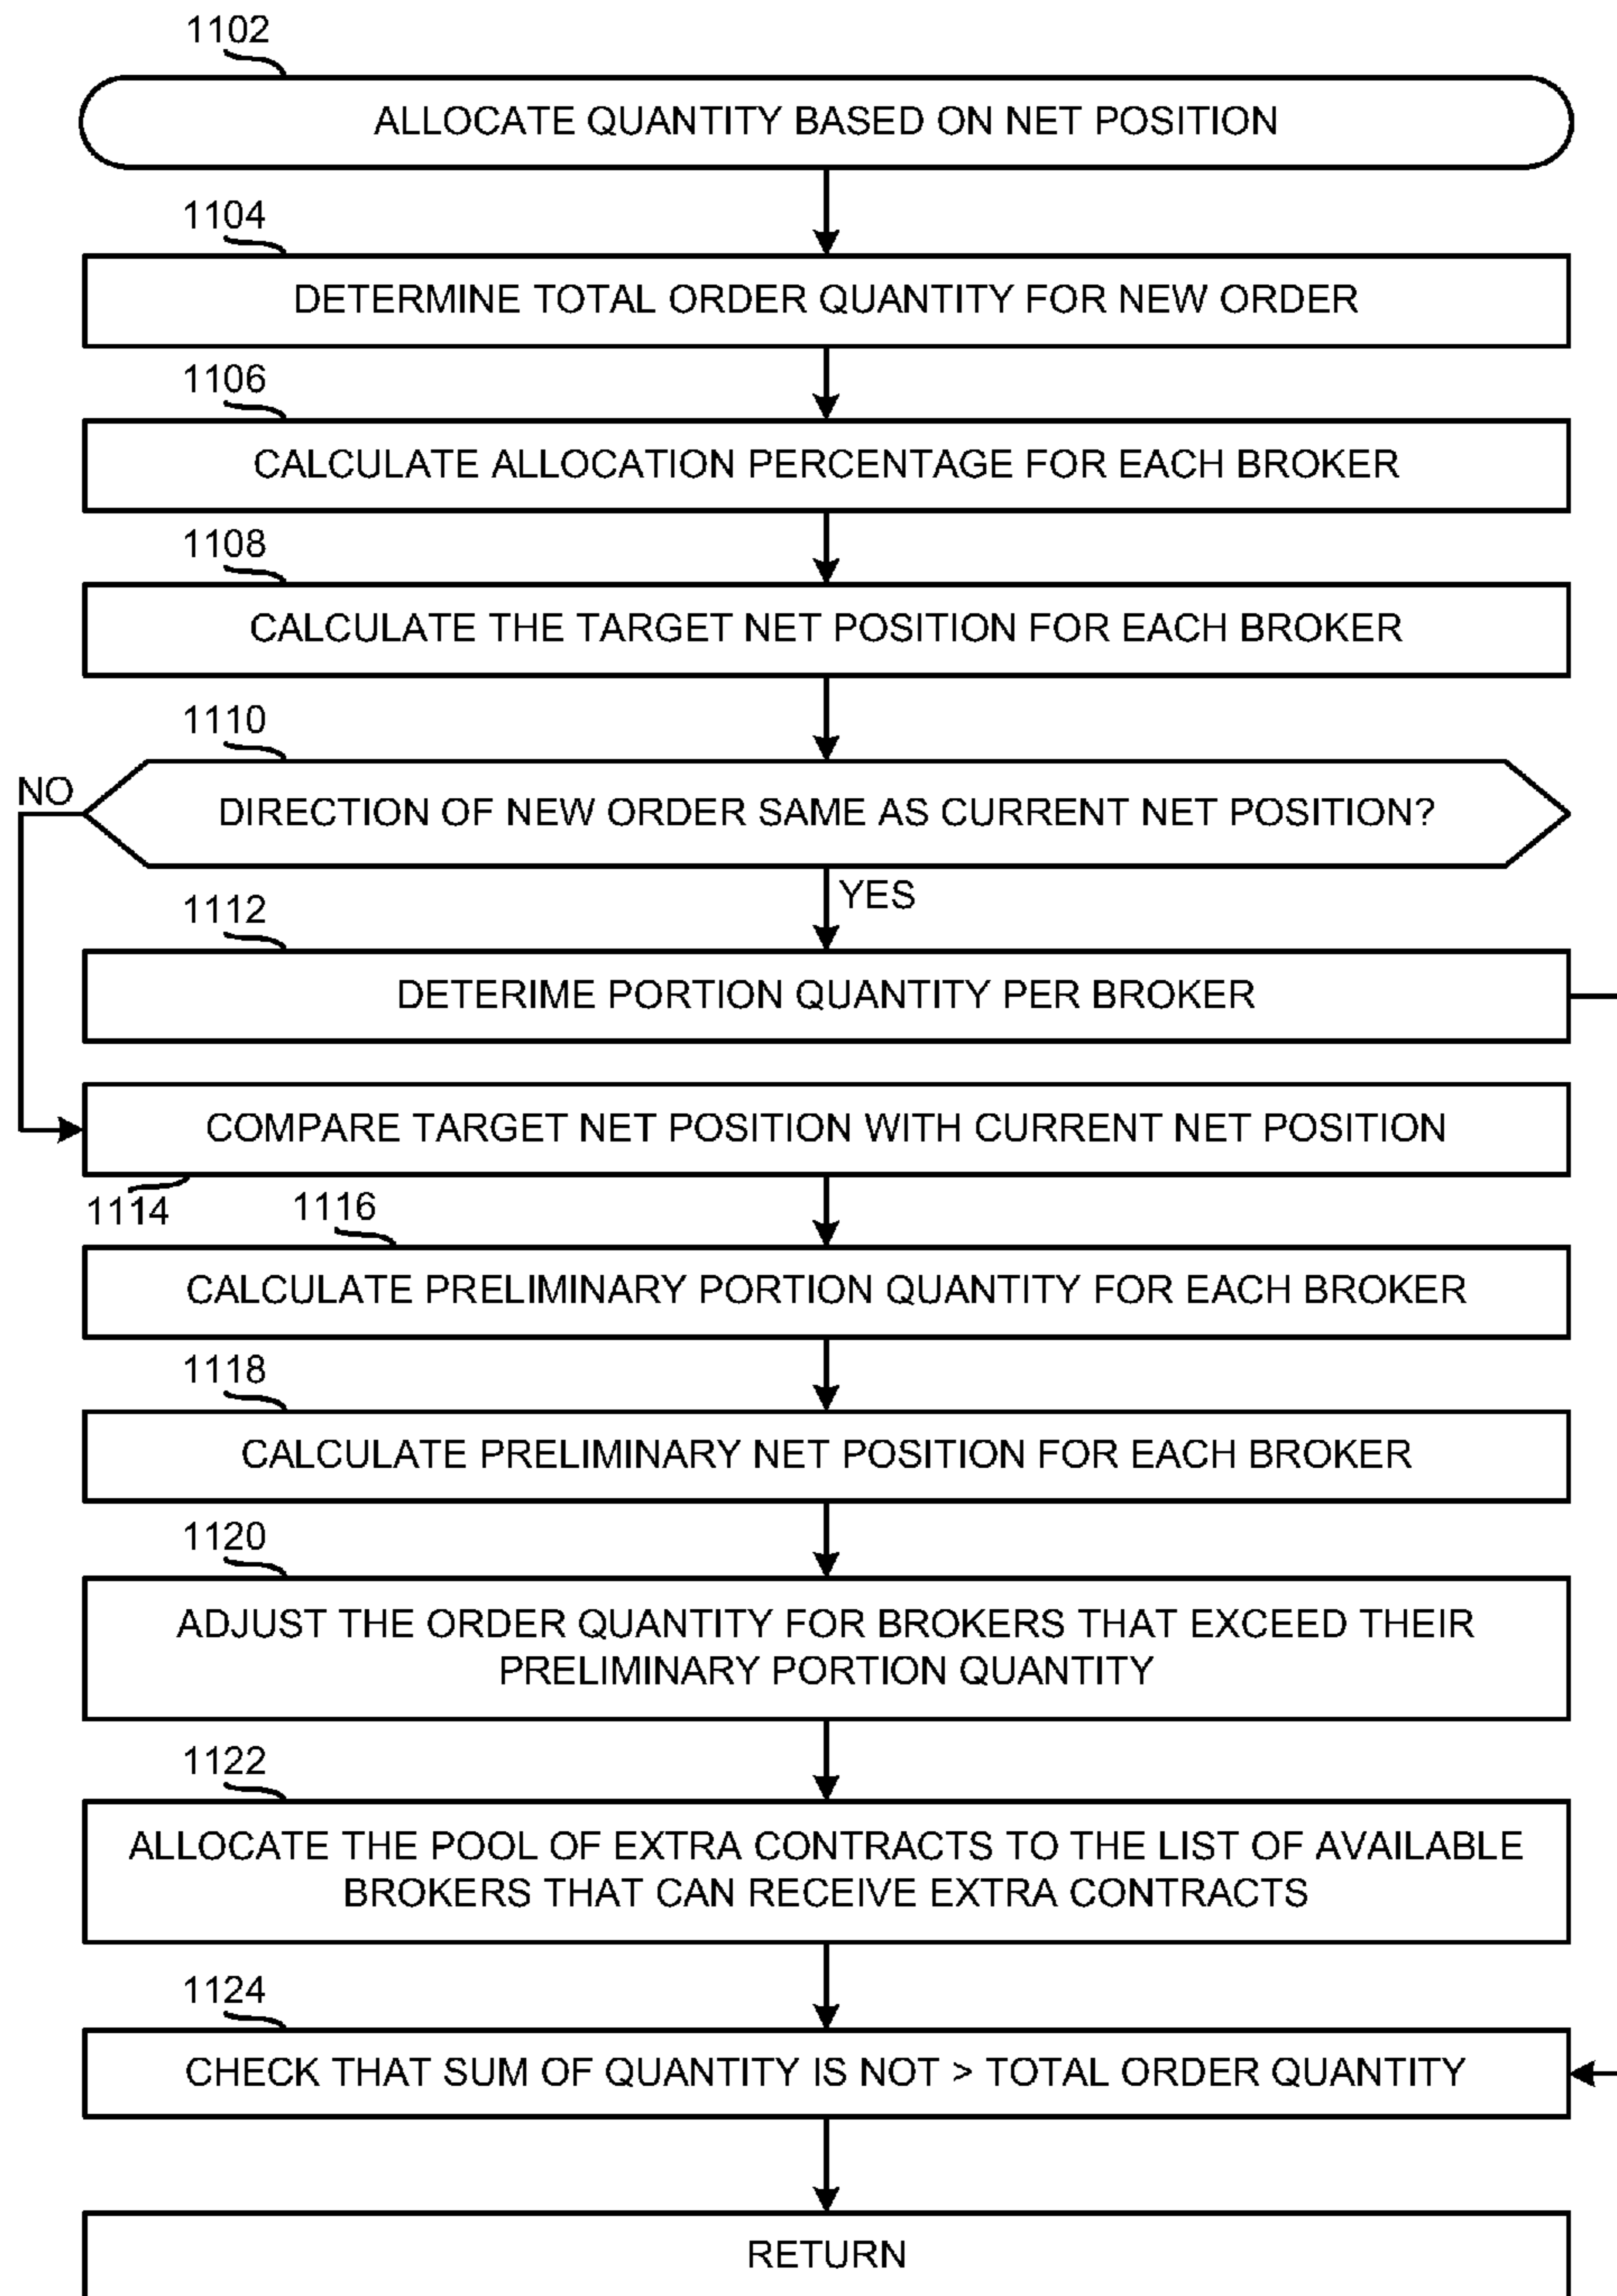 1102
ALLOCATE QUANTITY BASED ON NET POSITION
1104
DETERMINE TOTAL ORDER QUANTITY FOR NEW ORDER
1106
CALCULATE ALLOCATION PERCENTAGE FOR EACH BROKER
1108
CALCULATE THE TARGET NET POSITION FOR EACH BROKER
1110
NO
DIRECTION OF NEW ORDER SAME AS CURRENT NET POSITION?
YES
1112
DETERIME PORTION QUANTITY PER BROKER
COMPARE TARGET NET POSITION WITH CURRENT NET POSITION
1114
1116
CALCULATE PRELIMINARY PORTION QUANTITY FOR EACH BROKER
1118
CALCULATE PRELIMINARY NET POSITION FOR EACH BROKER
1120
ADJUST THE ORDER QUANTITY FOR BROKERS THAT EXCEED THEIR
PRELIMINARY PORTION QUANTITY
1122
ALLOCATE THE POOL OF EXTRA CONTRACTS TO THE LIST OF AVAILABLE
BROKERS THAT CAN RECEIVE EXTRA CONTRACTS
1124
CHECK THAT SUM OF QUANTITY IS NOT > TOTAL ORDER QUANTITY
RETURN